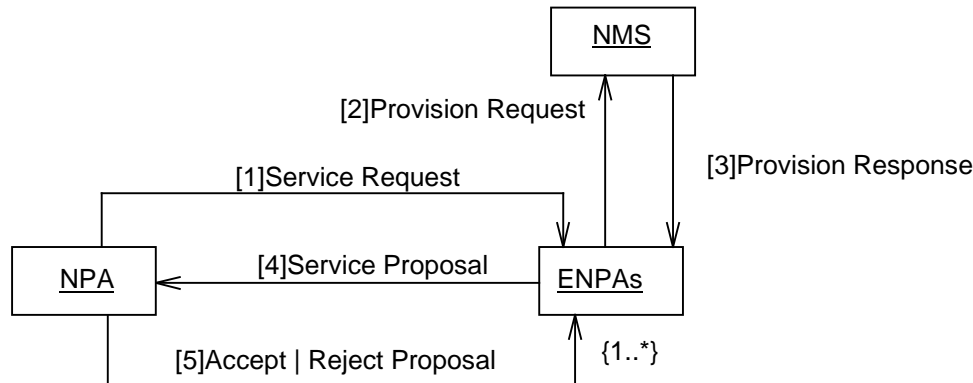 NMS
[2]Provision Request
[3]Provision Response
[1]Service Request
NPA
[4]Service Proposal
ENPAs
[5]Accept | Reject Proposal
{1..*}